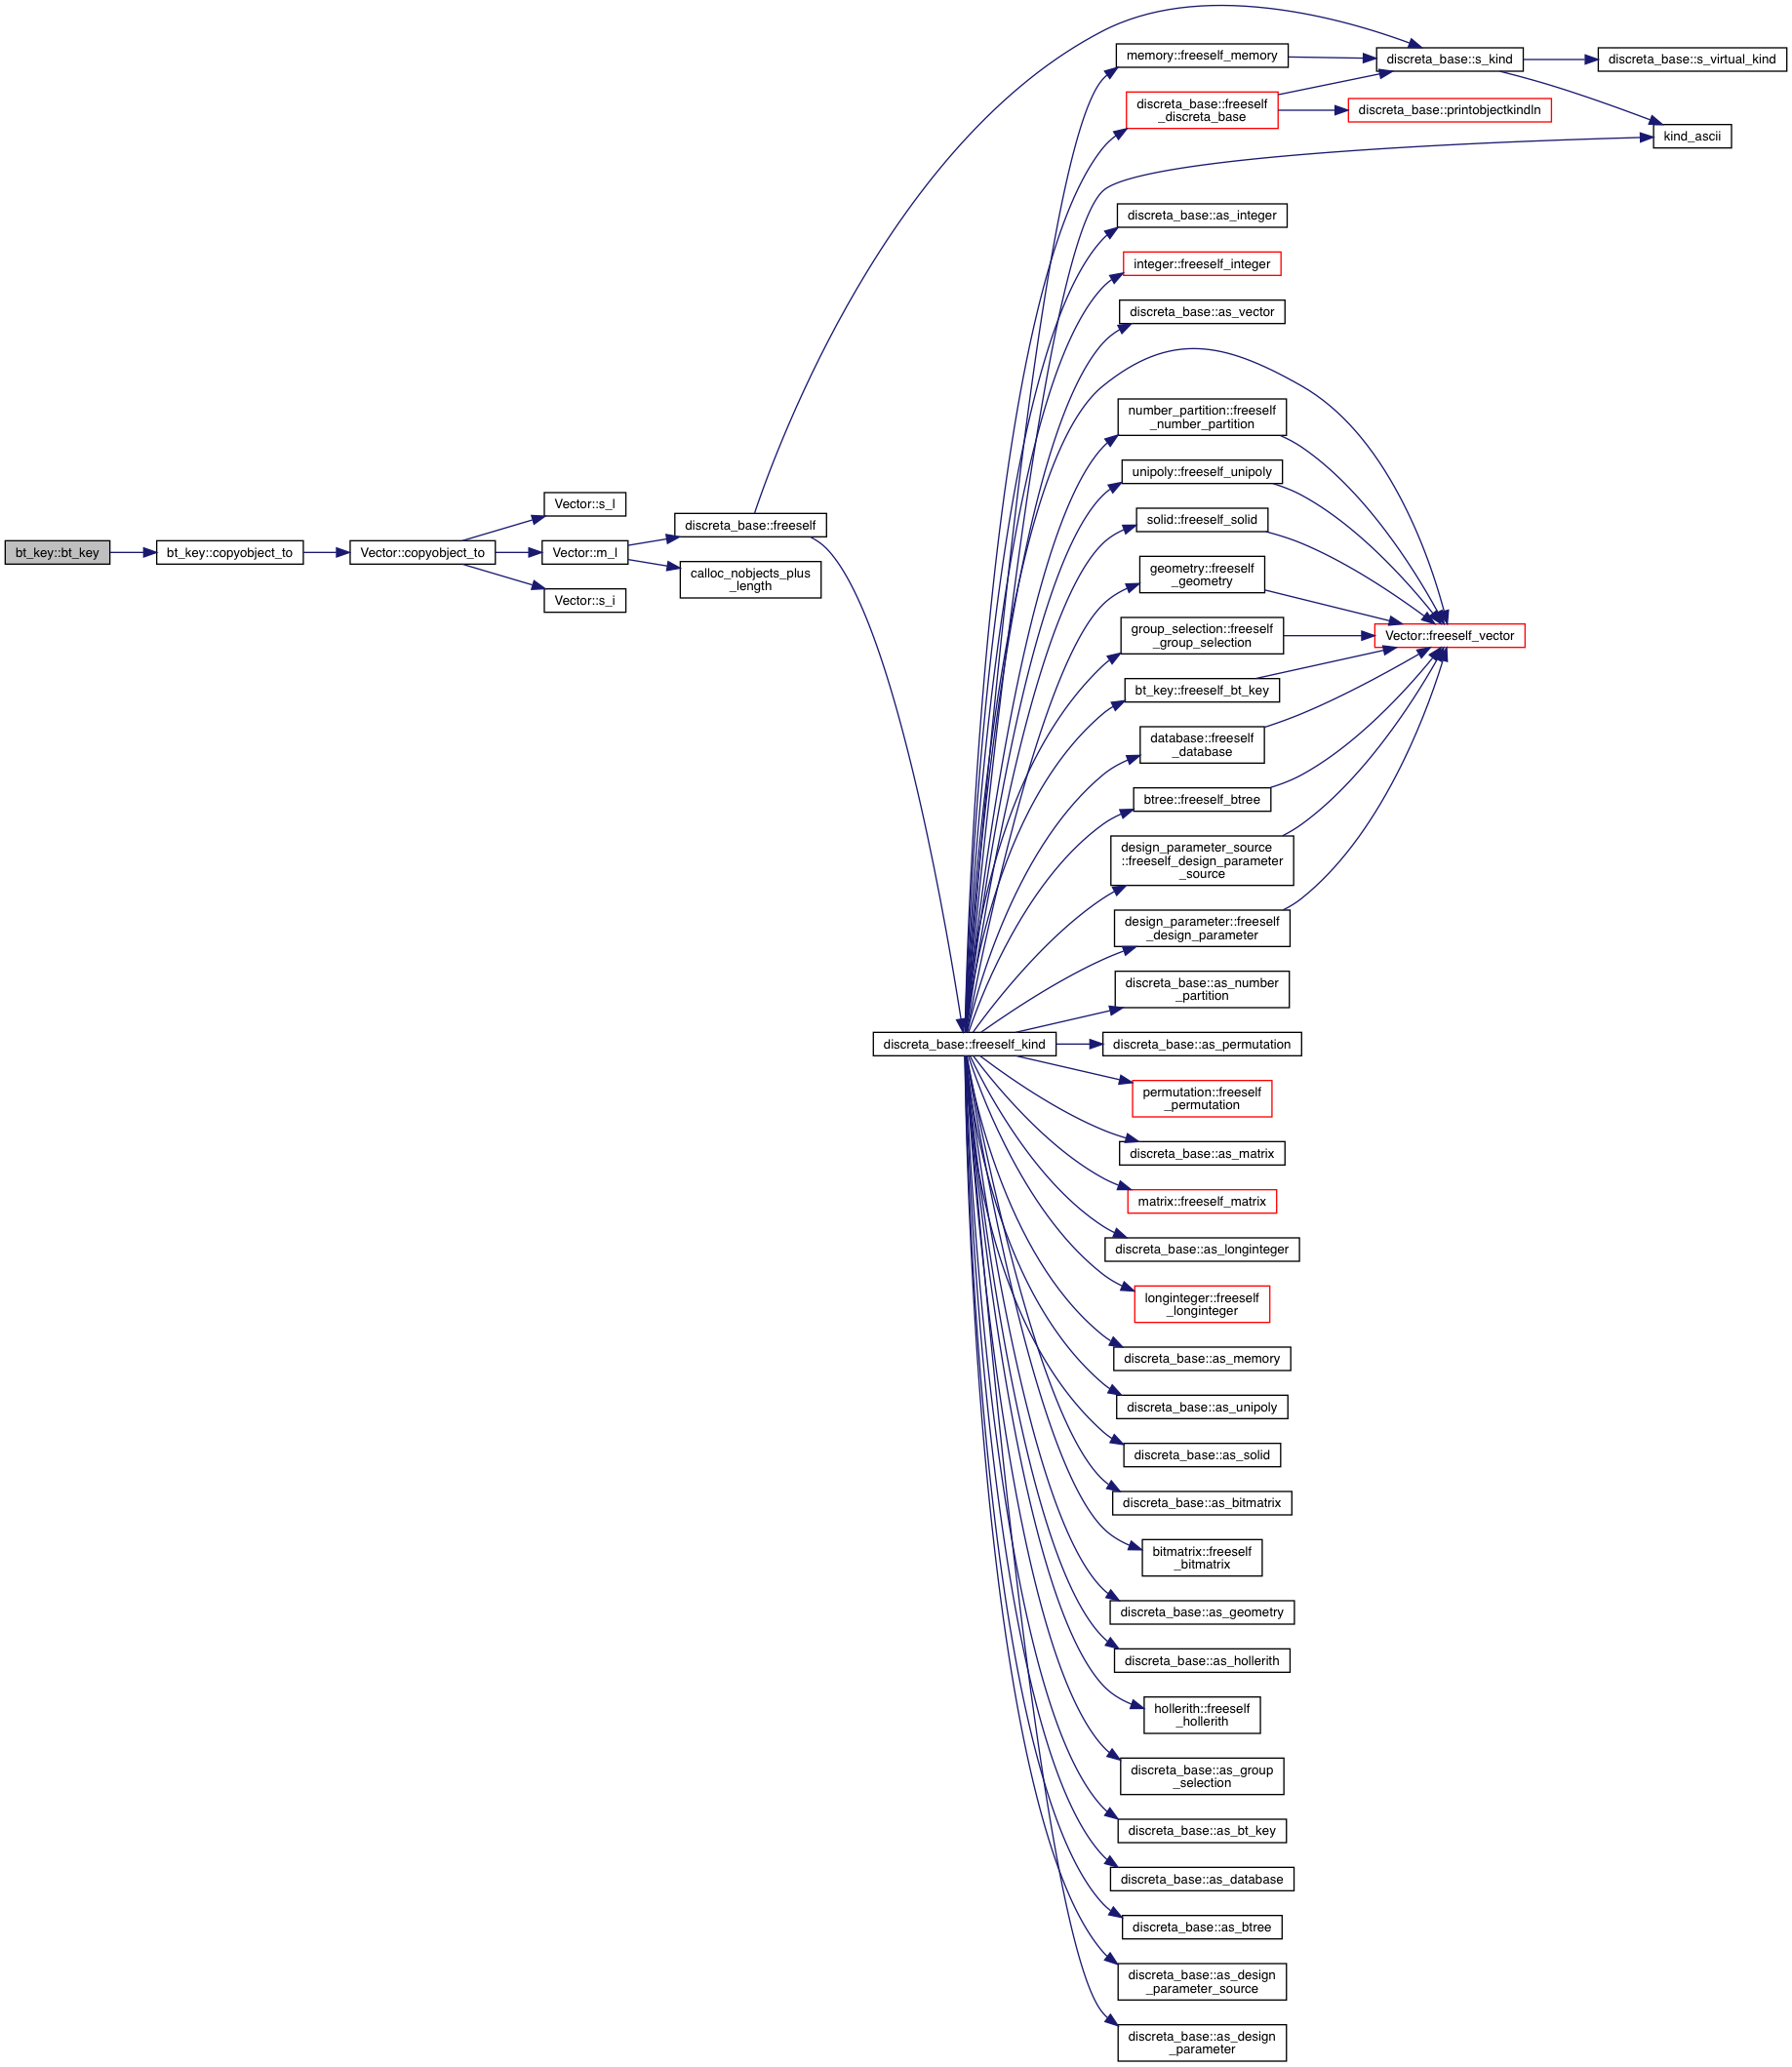 bt_key::bt_key
bt_key::copyobject_to
Vector::copyobject_to
Vector::s_l
Vector::m_l
Vector::s_i
discreta_base::freeself
calloc_nobjects_plus
_length
discreta_base::freeself_kind
memory::freeself_memory
discreta_base::freeself
_discreta_base
discreta_base::s_kind
discreta_base::s_virtual_kind
discreta_base::printobjectkindln
kind_ascii
discreta_base::as_integer
integer::freeself_integer
discreta_base::as_vector
number_partition::freeself
_number_partition
unipoly::freeself_unipoly
solid::freeself_solid
geometry::freeself
_geometry
group_selection::freeself
_group_selection
Vector::freeself_vector
bt_key::freeself_bt_key
database::freeself
_database
btree::freeself_btree
design_parameter_source
::freeself_design_parameter
_source
design_parameter::freeself
_design_parameter
discreta_base::as_number
_partition
discreta_base::as_permutation
permutation::freeself
_permutation
discreta_base::as_matrix
matrix::freeself_matrix
discreta_base::as_longinteger
longinteger::freeself
_longinteger
discreta_base::as_memory
discreta_base::as_unipoly
discreta_base::as_solid
discreta_base::as_bitmatrix
bitmatrix::freeself
_bitmatrix
discreta_base::as_geometry
discreta_base::as_hollerith
hollerith::freeself
_hollerith
discreta_base::as_group
_selection
discreta_base::as_bt_key
discreta_base::as_database
discreta_base::as_btree
discreta_base::as_design
_parameter_source
discreta_base::as_design
_parameter